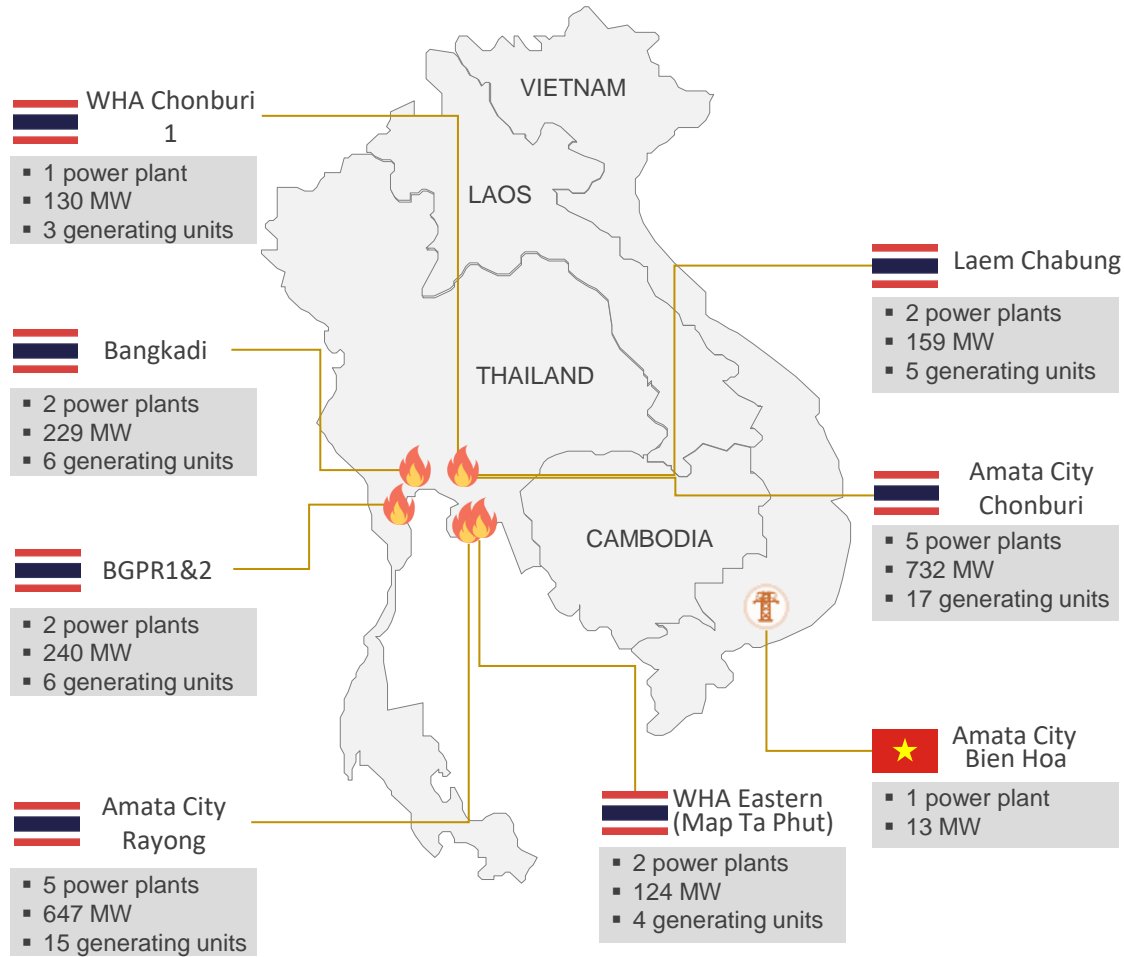 VIETNAM
LAOS
THAILAND
CAMBODIA
WHA Chonburi
1
▪ 1 power plant
▪ 130 MW
▪ 3 generating units
Bangkadi
▪ 2 power plants
▪ 229 MW
▪ 6 generating units
BGPR1&2
▪ 2 power plants
▪ 240 MW
▪ 6 generating units
Amata City
Rayong
▪ 5 power plants
▪ 647 MW
▪ 15 generating units
Laem Chabung
▪ 2 power plants
▪ 159 MW
▪ 5 generating units
Amata City
Chonburi
▪ 5 power plants
▪ 732 MW
▪ 17 generating units
Amata City
Bien Hoa
▪ 1 power plant
▪ 13 MW
WHA Eastern
(Map Ta Phut)
▪ 2 power plants
▪ 124 MW
▪ 4 generating units